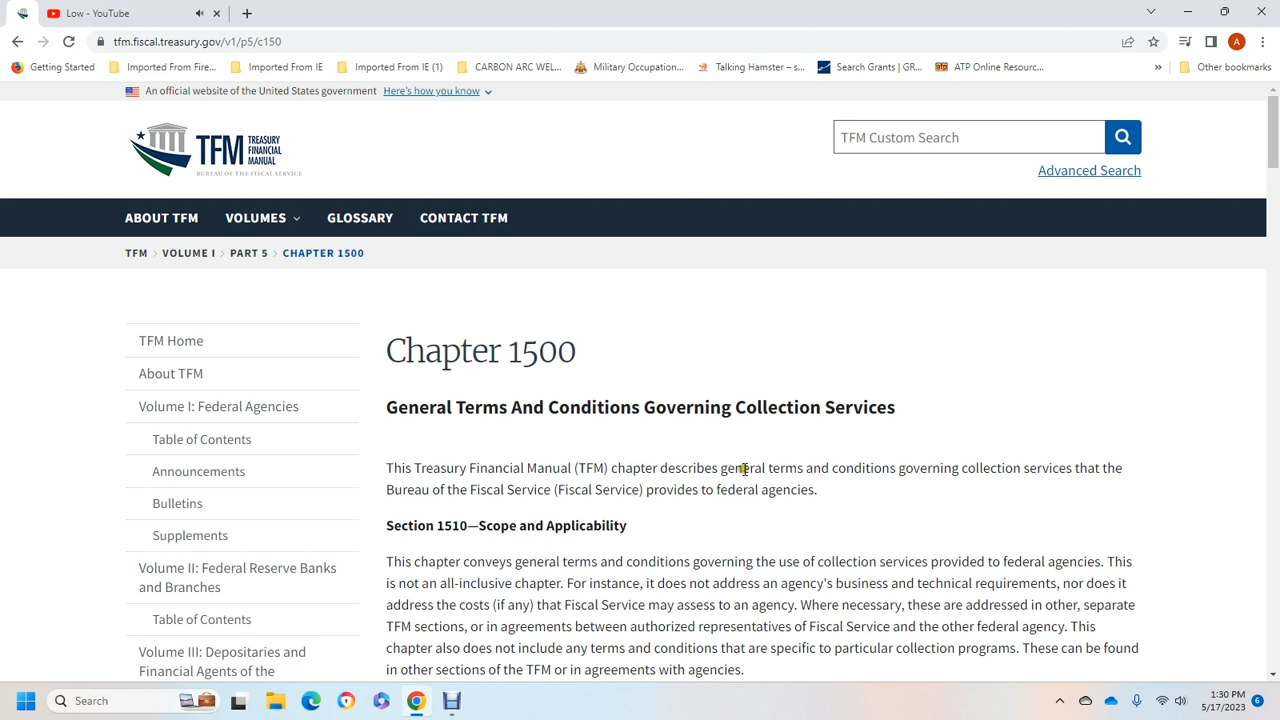 Low - YouTube
tfm.fiscal.treasury.gov/v1/p5/c150
A
Getting Started
Imported From Fire...
Imported From IE
Imported From IE (1)
CARBON ARC WEL...
Military Occupation...
Talking Hamster – s...
Search Grants | GR...
ATP Online Resourc...
»
Other bookmarks
An official website of the United States government Here's how you know
TFM TREASURY FINANCIAL MANUAL
BUREAU OF THE FISCAL SERVICE
TFM Custom Search
Advanced Search
ABOUT TFM VOLUMES GLOSSARY CONTACT TFM
TFM > VOLUME I > PART 5 > CHAPTER 1500
TFM Home
About TFM
Volume I: Federal Agencies
Table of Contents
Announcements
Bulletins
Supplements
Volume II: Federal Reserve Banks
and Branches
Table of Contents
Volume III: Depositaries and
Financial Agents of the
Chapter 1500
General Terms And Conditions Governing Collection Services
This Treasury Financial Manual (TFM) chapter describes general terms and conditions governing collection services that the
Bureau of the Fiscal Service (Fiscal Service) provides to federal agencies.
Section 1510—Scope and Applicability
This chapter conveys general terms and conditions governing the use of collection services provided to federal agencies. This
is not an all-inclusive chapter. For instance, it does not address an agency's business and technical requirements, nor does it
address the costs (if any) that Fiscal Service may assess to an agency. Where necessary, these are addressed in other, separate
TFM sections, or in agreements between authorized representatives of Fiscal Service and the other federal agency. This
chapter also does not include any terms and conditions that are specific to particular collection programs. These can be found
in other sections of the TFM or in agreements with agencies.
Search
1:30 PM
5/17/2023
6